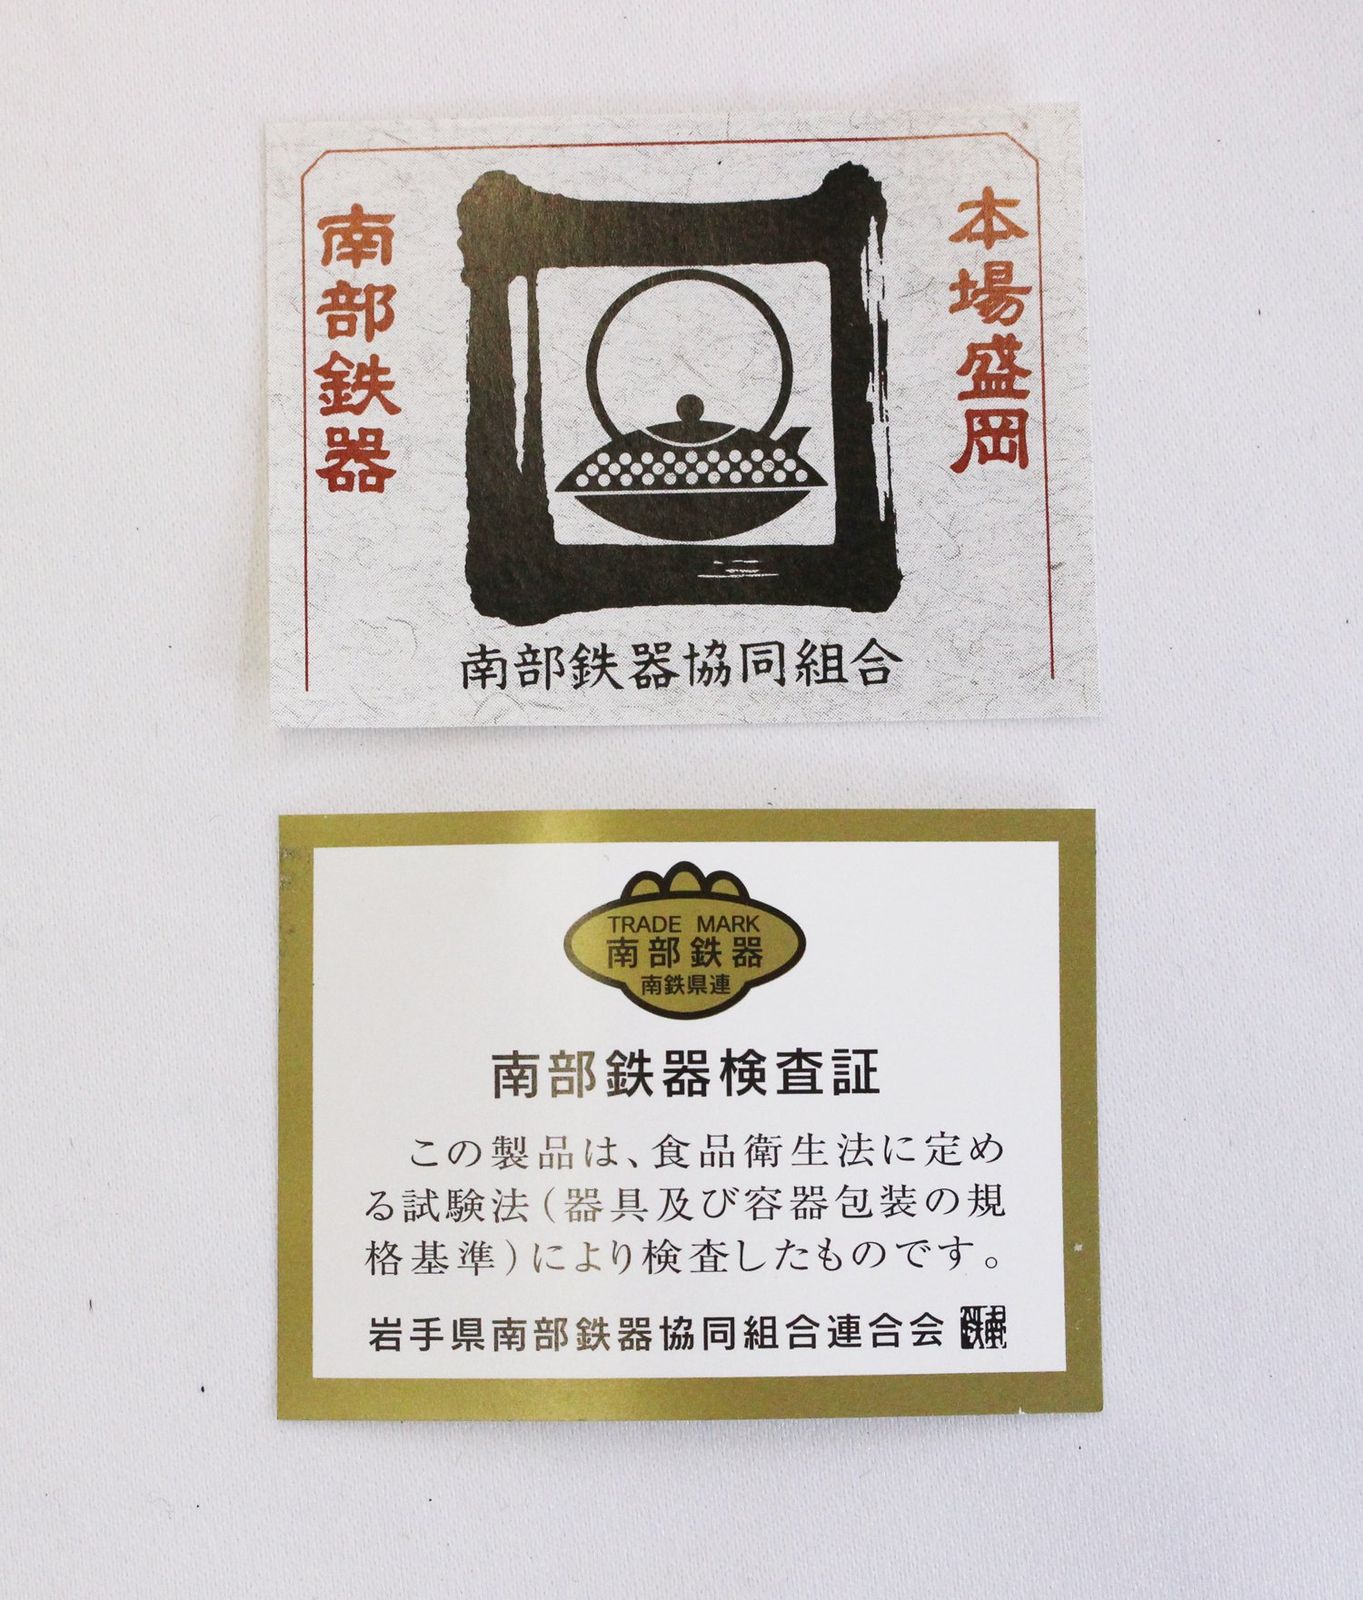 本場盛岡
南部鉄器
南部鉄器協同組合
TRADE MARK
南部鉄器
南鉄県連
南部鉄器検査証
この製品は、食品衛生法に定め
る試験法(器具及び容器包装の規
格基準)により検査したものです。
岩手県南部鉄器協同組合連合会